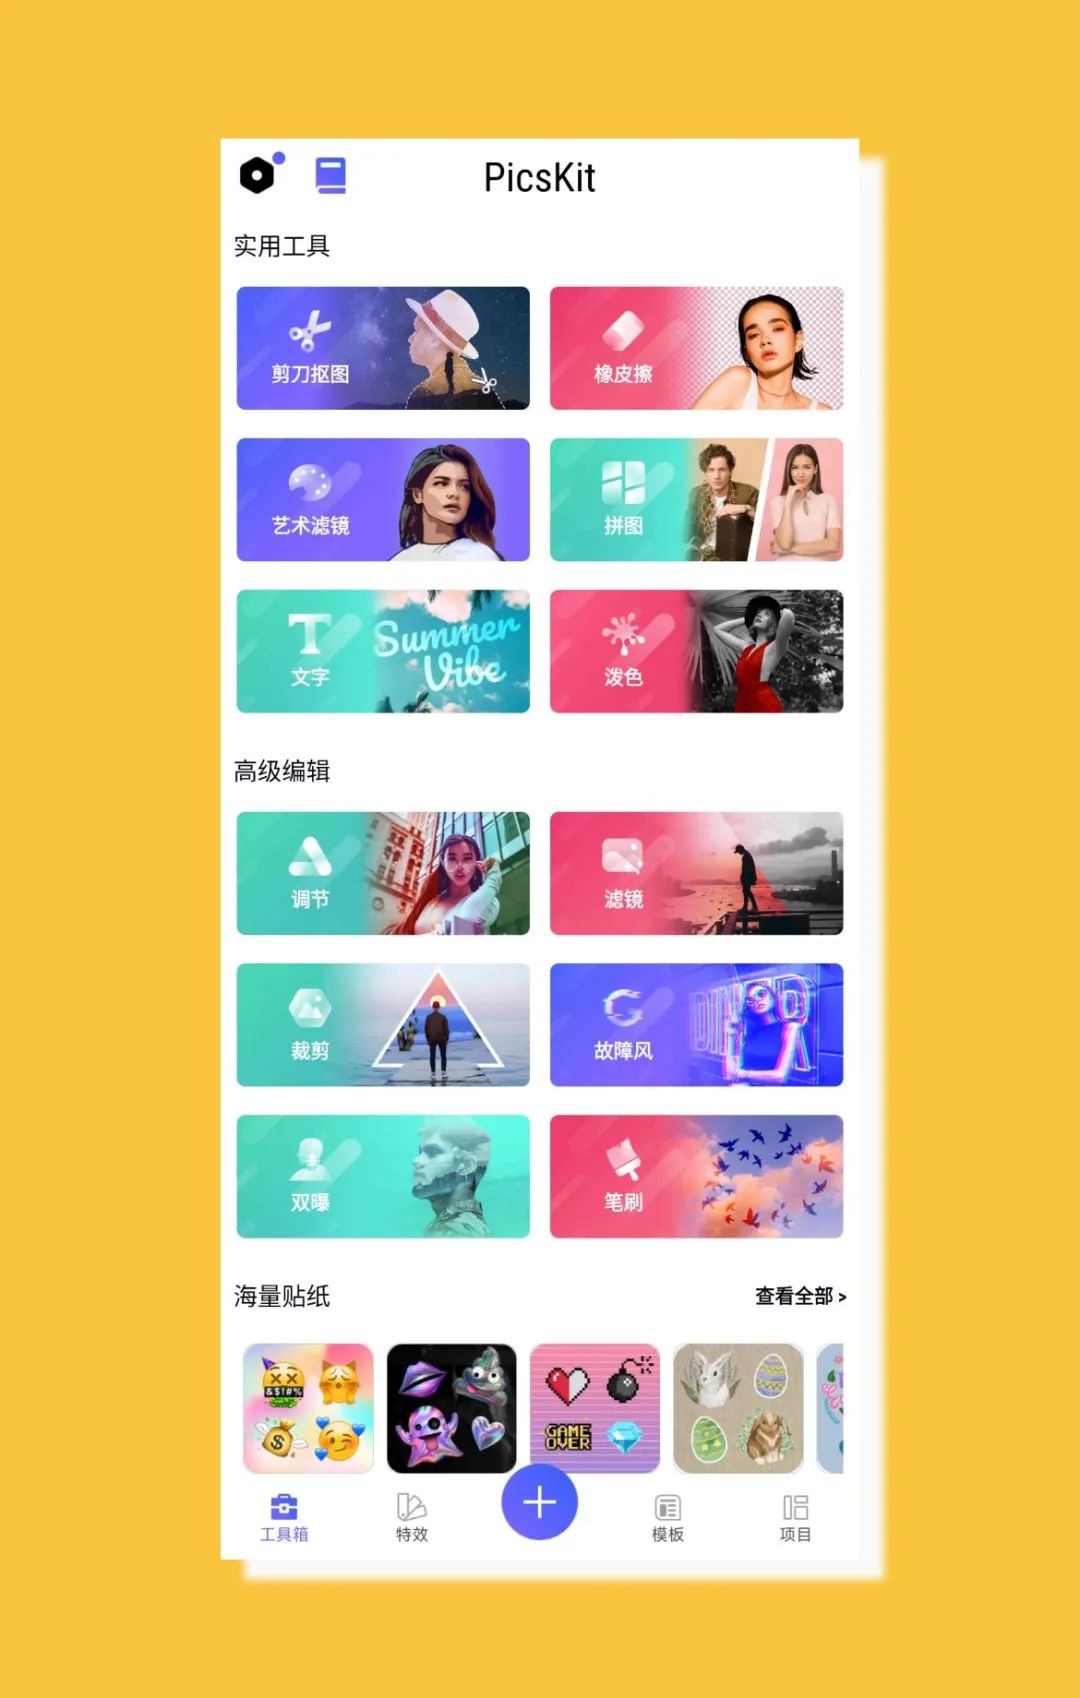 PicsKit
实用工具
剪刀抠图
橡皮擦
艺术滤镜
拼图
文字
Summer
Vibe
泼色
高级编辑
调节
滤镜
裁剪
故障风
DINER
双曝
笔刷
海量贴纸
查看全部 >
&$!#%
$
GAME
OVER
工具箱
特效
模板
项目